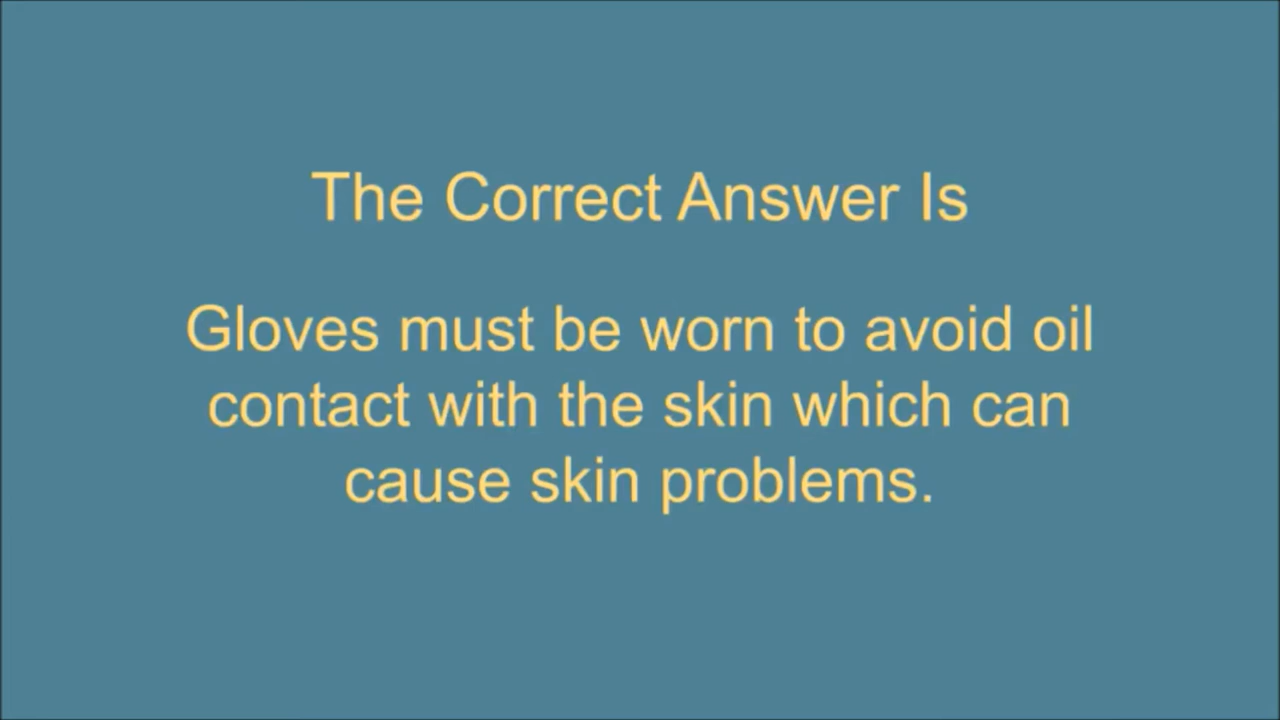 The Correct Answer Is
Gloves must be worn to avoid oil
contact with the skin which can
cause skin problems.